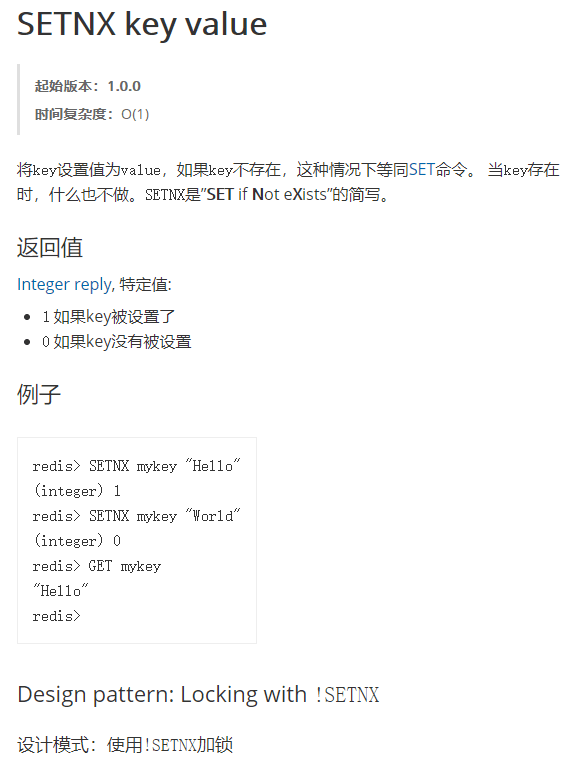 SETNX key value
起始版本：1.0.0
时间复杂度：O(1)
将key设置值为value，如果key不存在，这种情况下等同SET命令。 当key存在
时，什么也不做。SETNX是”SET if Not eXists”的简写。
返回值
Integer reply, 特定值:
• 1 如果key被设置了
• 0 如果key没有被设置
例子
redis> SETNX mykey "Hello"
(integer) 1
redis> SETNX mykey "World"
(integer) 0
redis> GET mykey
"Hello"
redis>
Design pattern: Locking with !SETNX
设计模式：使用!SETNX加锁